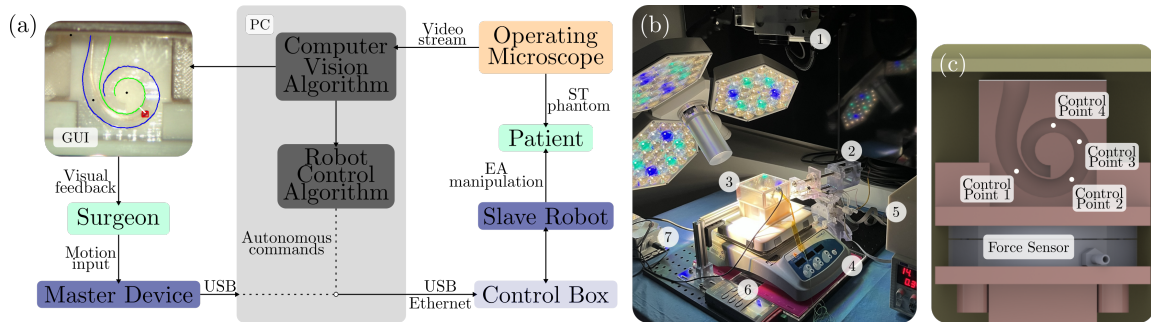 (a)
GUI
Visual
feedback
Surgeon
Motion
input
Master Device
USB
PC
Computer
Vision
Algorithm
Robot
Control
Algorithm
Autonomous
commands
Video
stream
Operating
Microscope
ST
phantom
Patient
EA
manipulation
Slave Robot
USB
Ethernet
Control Box
(b)
1
2
3
4
5
6
7
(c)
Control
Point 4
Control
Point 3
Control
Point 1
Control
Point 2
Force Sensor